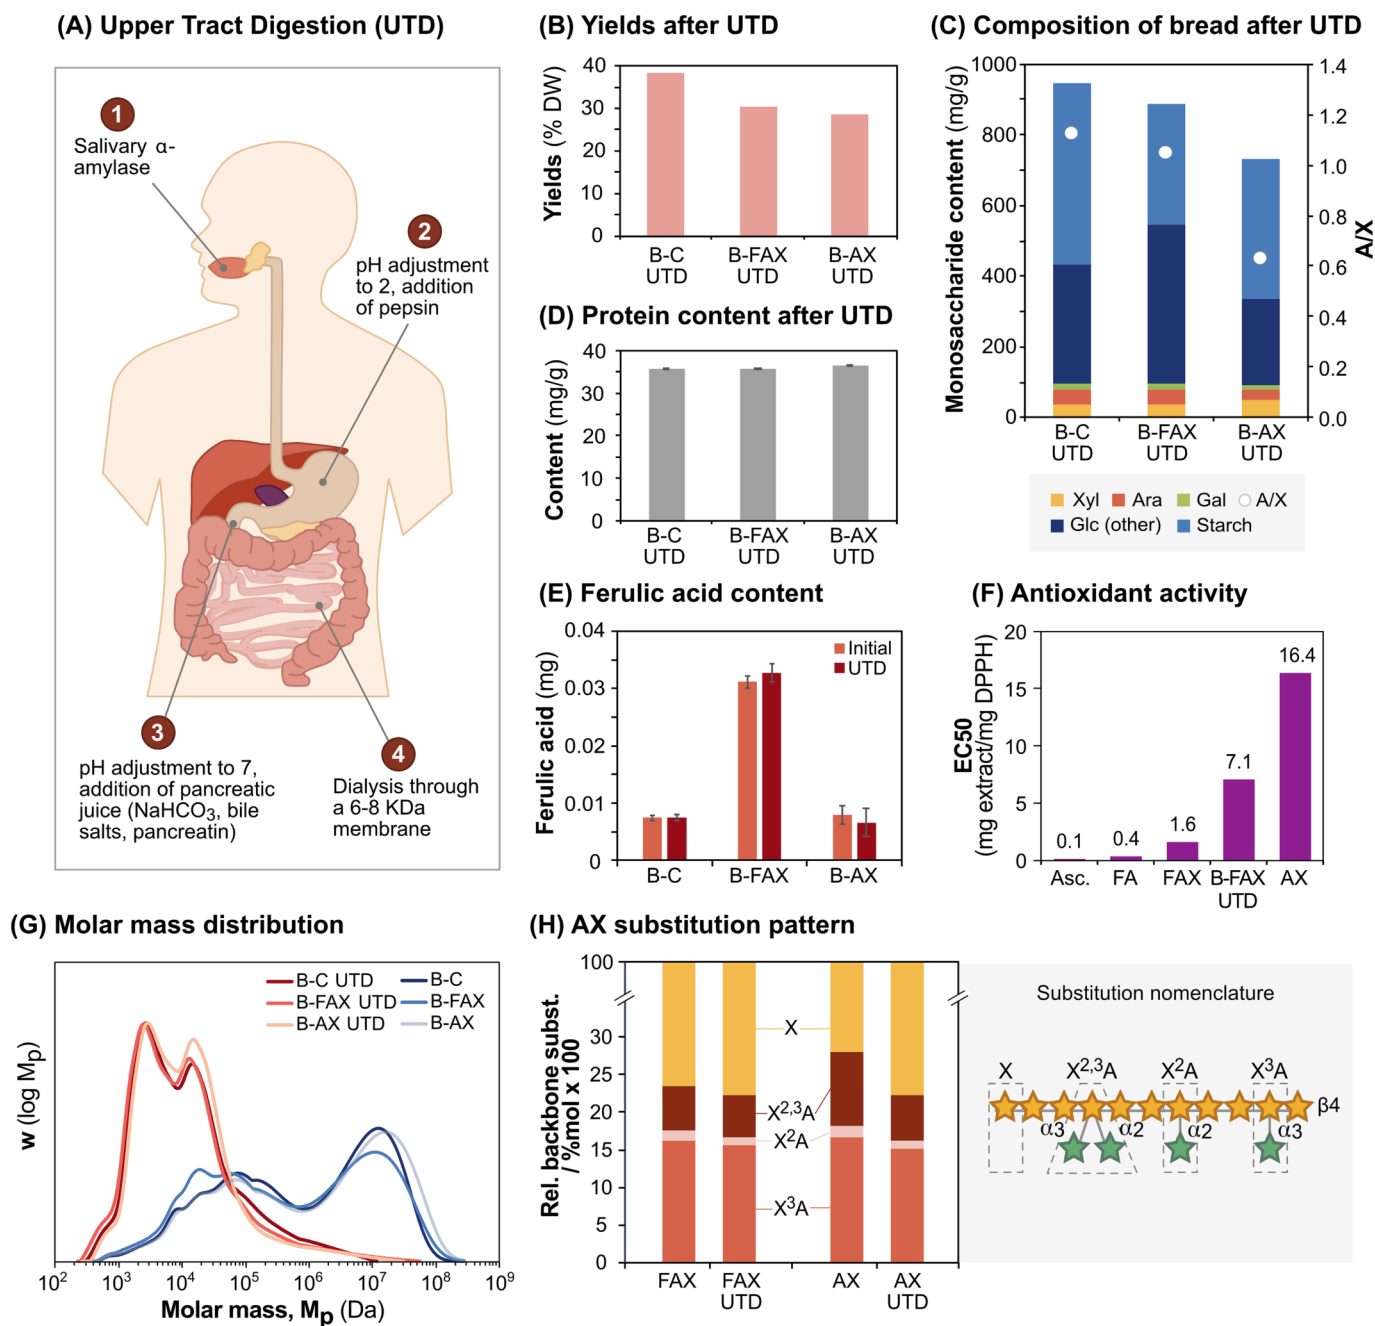 (A) Upper Tract Digestion (UTD)
1
Salivary α-
amylase
2
pH adjustment
to 2, addition
of pepsin
3
pH adjustment to 7,
addition of pancreatic
juice (NaHCO3, bile
salts, pancreatin)
4
Dialysis through
a 6-8 KDa
membrane
(B) Yields after UTD
Yields (% DW)
40
30
20
10
0
B-C
UTD
B-FAX
UTD
B-AX
UTD
(C) Composition of bread after UTD
Monosaccharide content (mg/g)
1000
800
600
400
200
0
1.4
1.2
1.0
0.8
0.6
0.4
0.2
0.0
A/X
B-C
UTD
B-FAX
UTD
B-AX
UTD
Xyl Ara Gal A/X
Glc (other) Starch
(D) Protein content after UTD
Content (mg/g)
40
30
20
10
0
B-C
UTD
B-FAX
UTD
B-AX
UTD
(E) Ferulic acid content
Ferulic acid (mg)
0.04
0.03
0.02
0.01
0
Initial
UTD
B-C B-FAX B-AX
(F) Antioxidant activity
EC50
(mg extract/mg DPPH)
20
15
10
5
0
0.1
0.4
1.6
7.1
16.4
Asc. FA FAX B-FAX AX
UTD
(G) Molar mass distribution
w (log Mp)
B-C UTD B-C
B-FAX UTD B-FAX
B-AX UTD B-AX
10² 10³ 10⁴ 10⁵ 10⁶ 10⁷ 10⁸ 10⁹
Molar mass, Mp (Da)
(H) AX substitution pattern
Rel. backbone subst.
/ %mol x 100
100
30
25
20
15
10
5
0
X
X2,3A
X2A
X3A
FAX FAX AX AX
UTD UTD
Substitution nomenclature
X X2,3A X2A X3A
β4
α3 α2 α2 α3